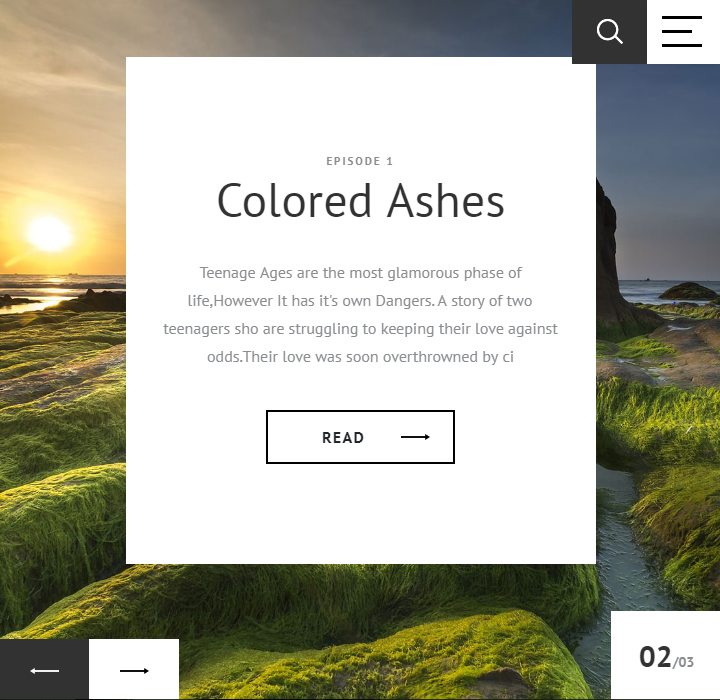 EPISODE 1
Colored Ashes
Teenage Ages are the most glamorous phase of
life,However It has it's own Dangers. A story of two
teenagers sho are struggling to keeping their love against
odds.Their love was soon overthrowned by ci
READ
02/03